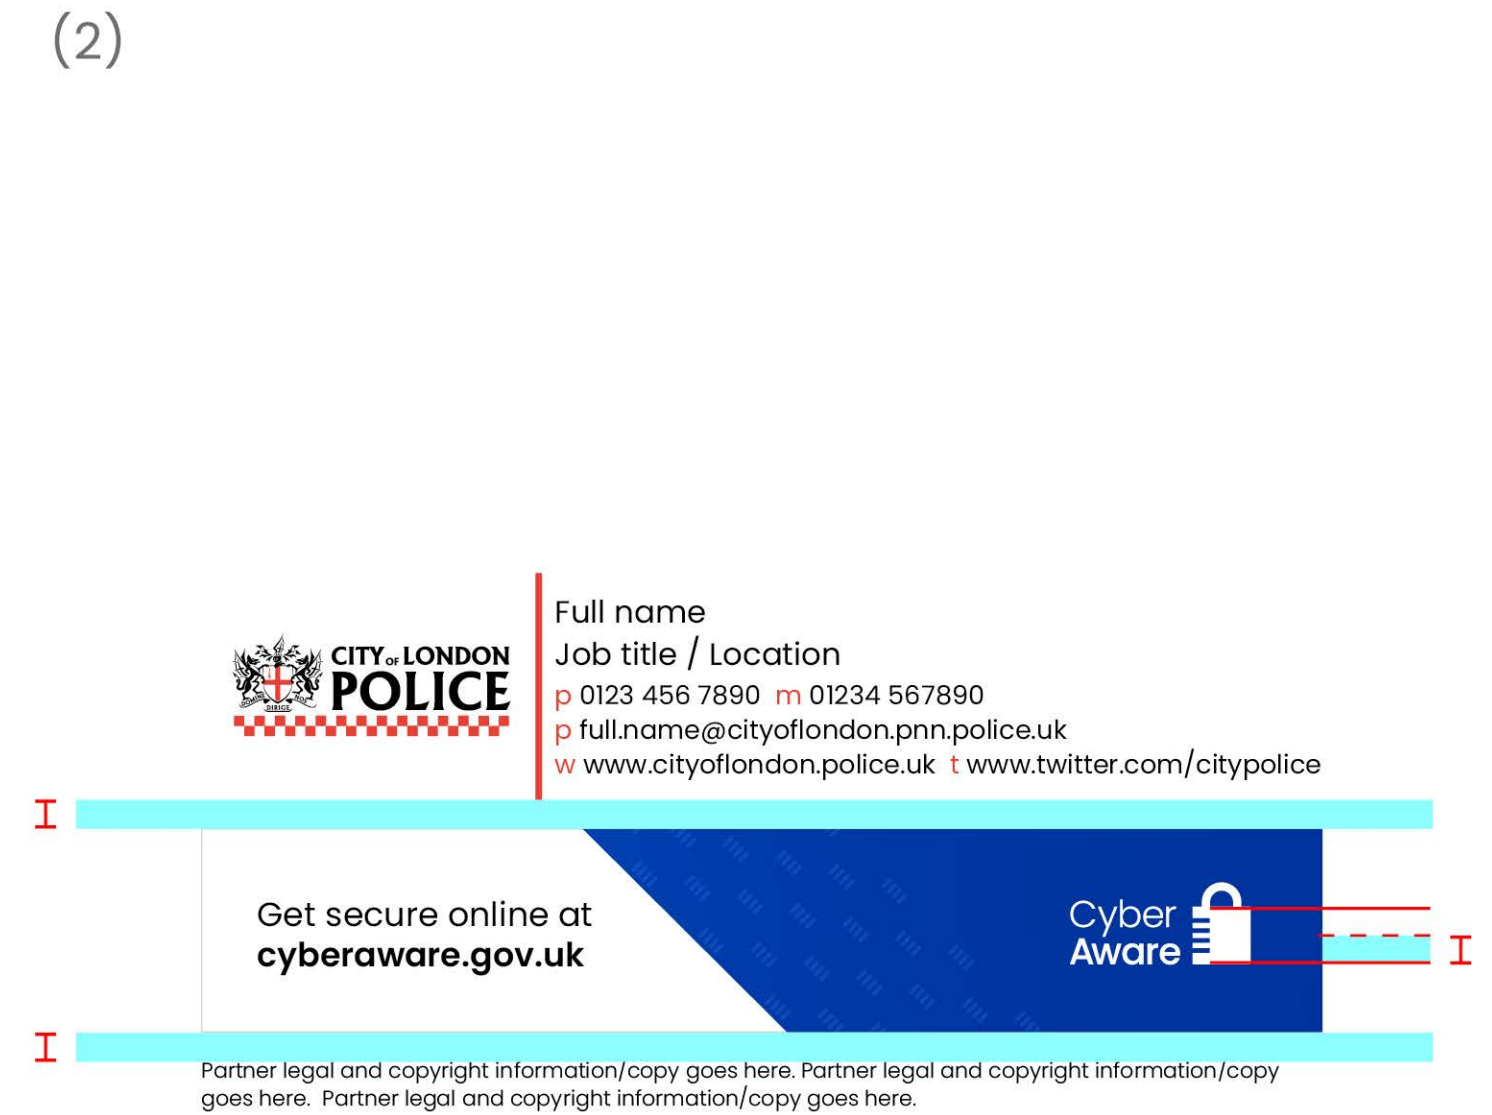 (2)
Full name
Job title / Location
CITY OF LONDON
POLICE
DOMINE DIRIGE NOS
p 0123 456 7890 m 01234 567890
p full.name@cityoflondon.pnn.police.uk
w www.cityoflondon.police.uk t www.twitter.com/citypolice
Get secure online at
cyberaware.gov.uk
Cyber
Aware
Partner legal and copyright information/copy goes here. Partner legal and copyright information/copy
goes here. Partner legal and copyright information/copy goes here.